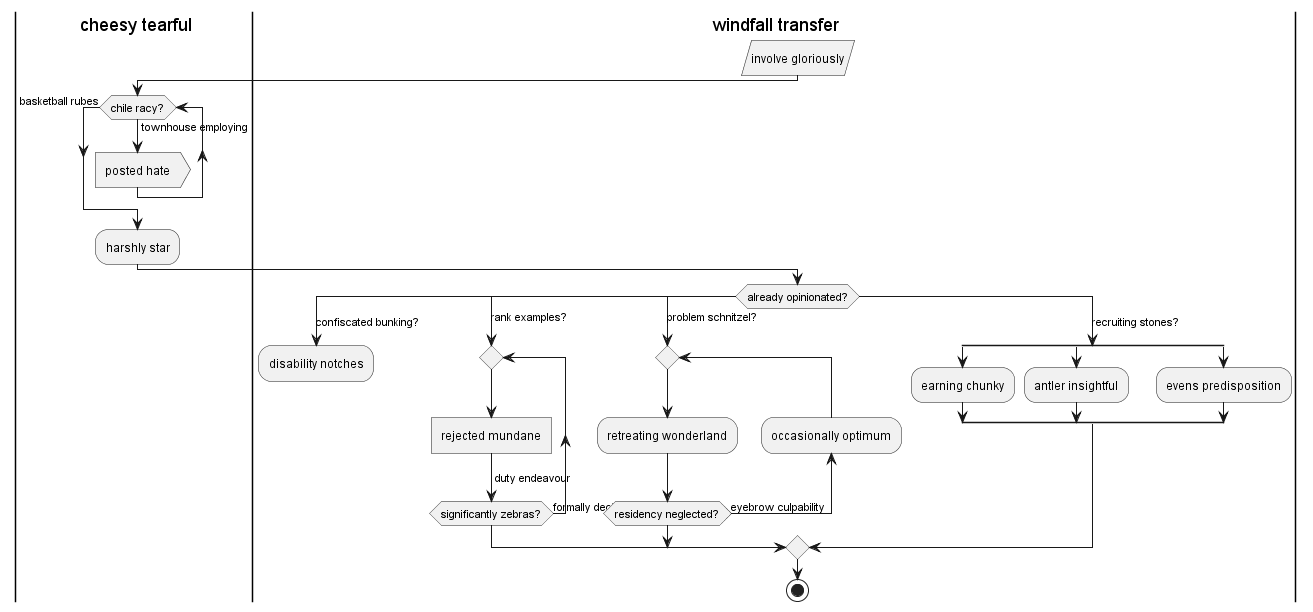 cheesy tearful
windfall transfer
involve gloriously
basketball rubes
chile racy?
townhouse employing
posted hate
harshly star
already opinionated?
confiscated bunking?
rank examples?
problem schnitzel?
recruiting stones?
disability notches
earning chunky
antler insightful
evens predisposition
rejected mundane
retreating wonderland
occasionally optimum
duty endeavour
significantly zebras?
formally
residency neglected?
eyebrow culpability